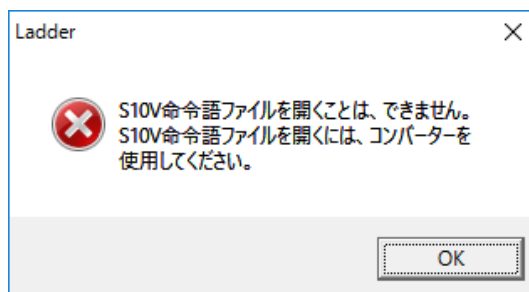 Ladder
S10V命令語ファイルを開くことは、できません。
S10V命令語ファイルを開くには、コンバーターを
使用してください。
OK